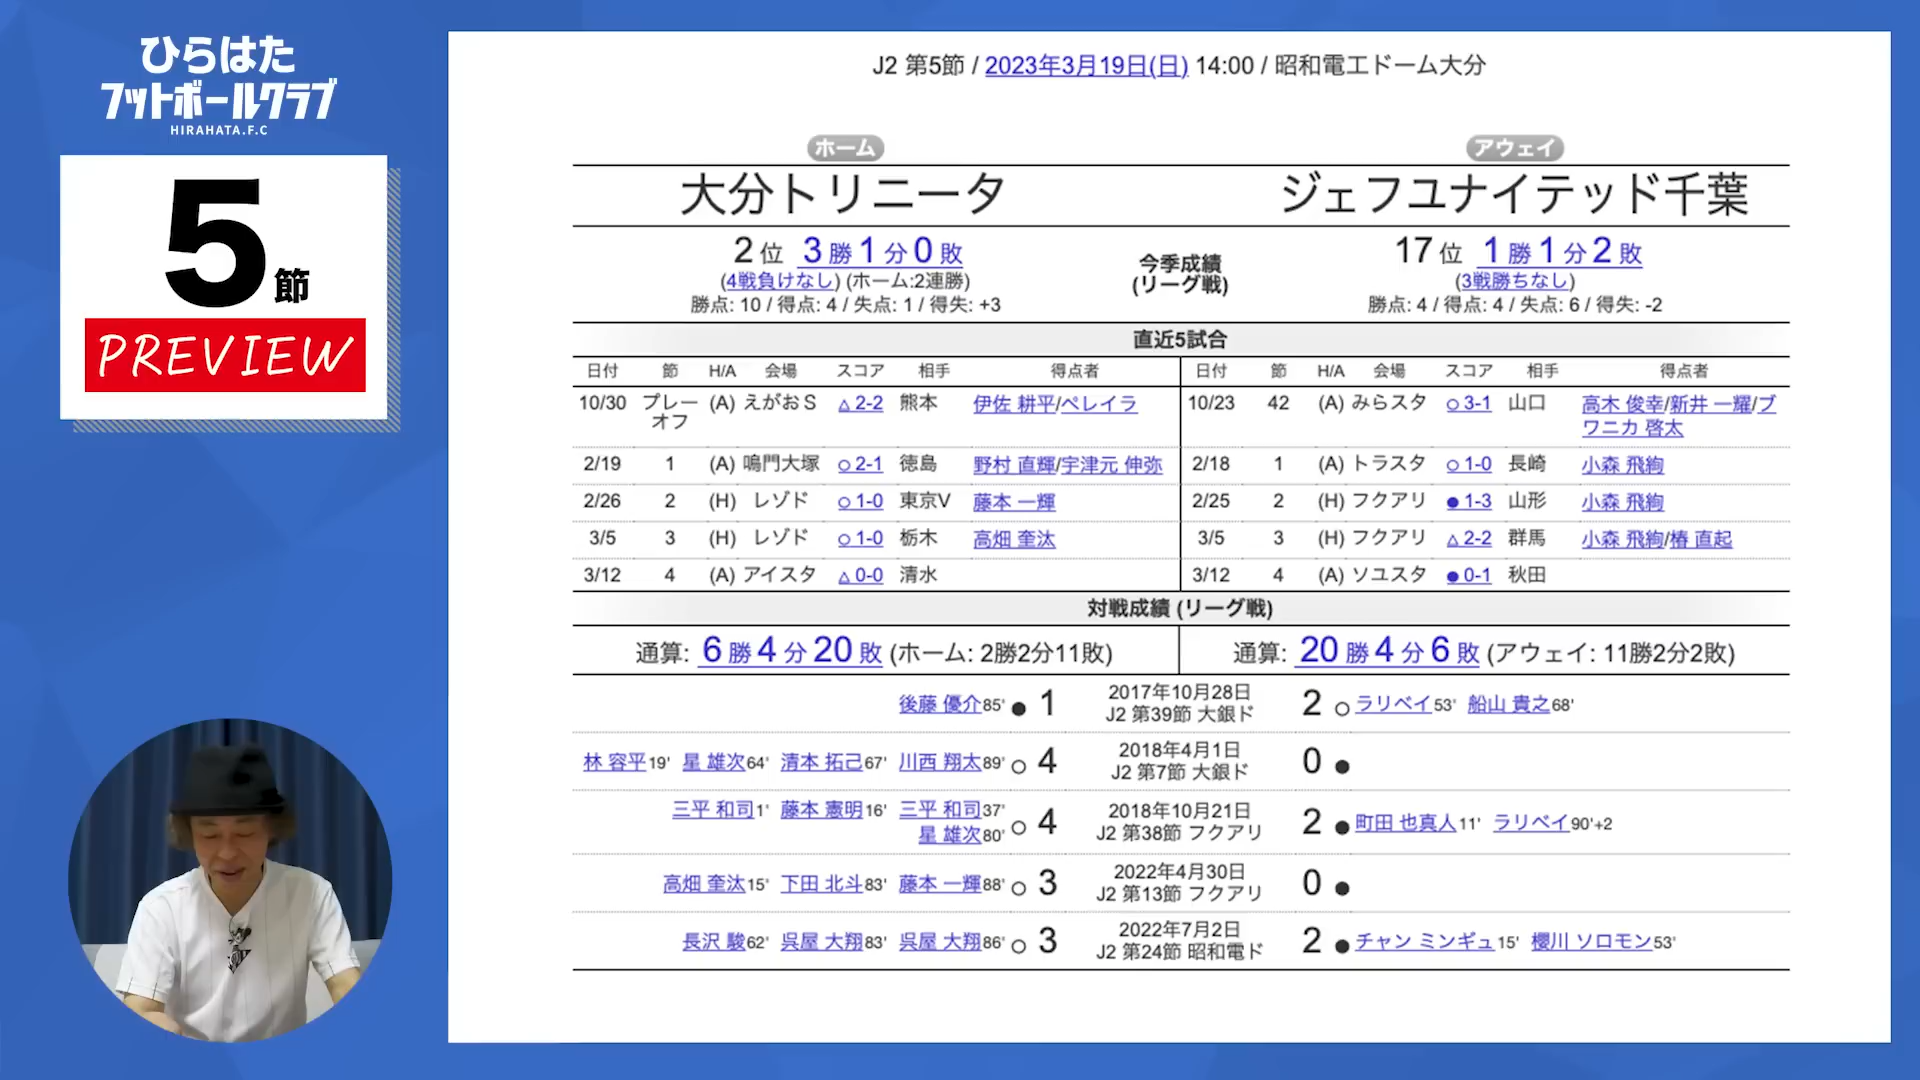 ひらはた
フットボールクラブ
HIRAHATA.F.C
5節
PREVIEW
J2 第5節 / 2023年3月19日(日) 14:00 / 昭和電工ドーム大分
ホーム アウェイ
大分トリニータ ジェフユナイテッド千葉
2位 3勝1分0敗 今季成績 (リーグ戦) 17位 1勝1分2敗
(4戦負けなし) (ホーム:2連勝) (3戦勝ちなし)
勝点: 10 / 得点: 4 / 失点: 1 / 得失: +3 勝点: 4 / 得点: 4 / 失点: 6 / 得失: -2
直近5試合
日付 節 H/A 会場 スコア 相手 得点者 日付 節 H/A 会場 スコア 相手 得点者
10/30 プレーオフ (A) えがおS △2-2 熊本 伊佐 耕平/ペレイラ 10/23 42 (A) みらスタ ○3-1 山口 高木 俊幸/新井 一耀/ブワニカ 啓太
2/19 1 (A) 鳴門大塚 ○2-1 徳島 野村 直輝/宇津元 伸弥 2/18 1 (A) トラスタ ○1-0 長崎 小森 飛絢
2/26 2 (H) レゾド ○1-0 東京V 藤本 一輝 2/25 2 (H) フクアリ ●1-3 山形 小森 飛絢
3/5 3 (H) レゾド ○1-0 栃木 高畑 奎汰 3/5 3 (H) フクアリ △2-2 群馬 小森 飛絢/椿 直起
3/12 4 (A) アイスタ △0-0 清水 3/12 4 (A) ソユスタ ●0-1 秋田
対戦成績 (リーグ戦)
通算: 6勝4分20敗 (ホーム: 2勝2分11敗) 通算: 20勝4分6敗 (アウェイ: 11勝2分2敗)
後藤 優介85' ● 1 2017年10月28日 J2 第39節 大銀ド 2 ○ ラリベイ53' 船山 貴之68'
林 容平19' 星 雄次64' 清本 拓己67' 川西 翔太89' ○ 4 2018年4月1日 J2 第7節 大銀ド 0 ●
三平 和司1' 藤本 憲明16' 三平 和司37' 星 雄次80' ○ 4 2018年10月21日 J2 第38節 フクアリ 2 ● 町田 也真人11' ラリベイ90'+2
高畑 奎汰15' 下田 北斗83' 藤本 一輝88' ○ 3 2022年4月30日 J2 第13節 フクアリ 0 ●
長沢 駿62' 呉屋 大翔83' 呉屋 大翔86' ○ 3 2022年7月2日 J2 第24節 昭和電ド 2 ● チャン ミンギュ15' 櫻川 ソロモン53'